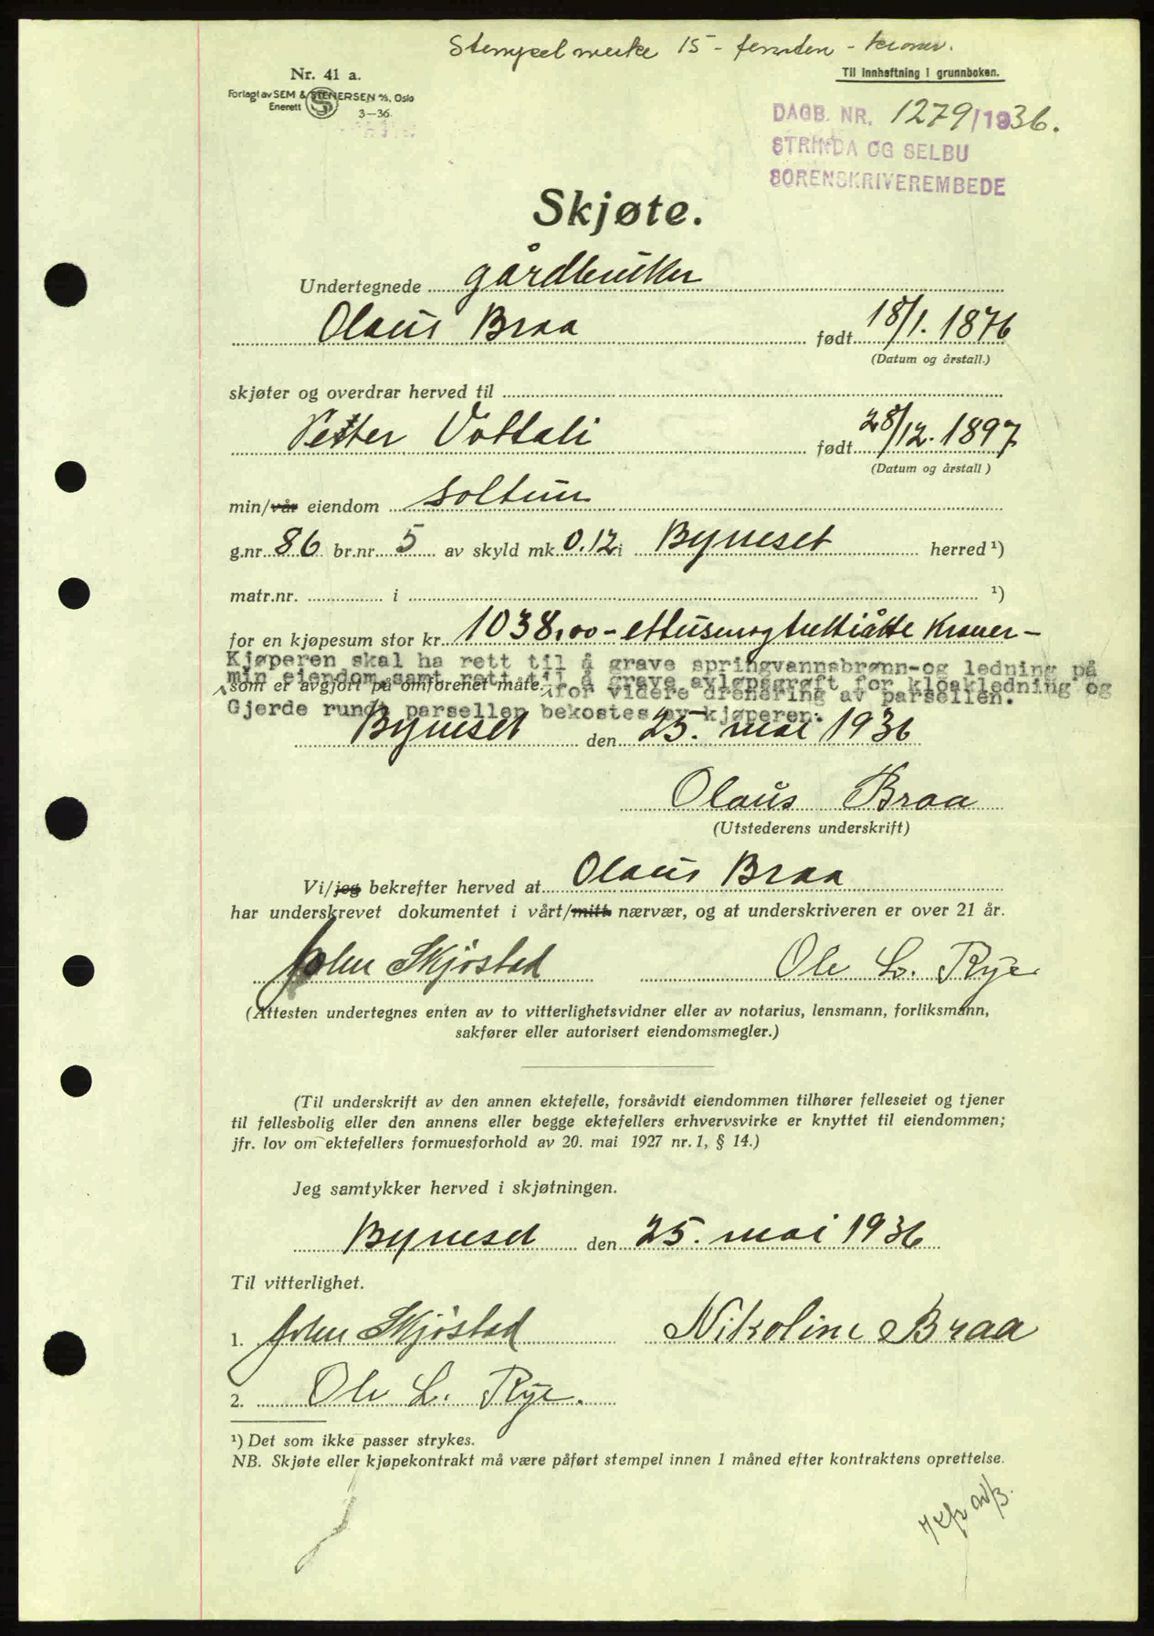 Stempelmerke 15 - femten - kroner.
Nr. 41 a.
Til innheftning i grunnboken.
Forlagt av SEM & STENERSEN A/S, Oslo
Enerett
3-36
DAGB. NR. 1279/1936.
STRINDA OG SELBU
SORENSKRIVEREMBEDE
Skjøte.
Undertegnede gårdbruker
Olaus Braa født 18/1. 1876
(Datum og årstall.)
skjøter og overdrar herved til
Petter Vollali født 28/12. 1897
(Datum og årstall)
min/vår eiendom Soltun
g.nr. 86 br.nr. 5 av skyld mk. 0.12 i Byneset herred ¹)
matr.nr. i ¹)
for en kjøpesum stor kr. 1038,00 - ettusenogtrettiåtte kroner -
Kjøperen skal ha rett til å grave springvannsbrønn-og ledning på
min eiendom, samt rett til å grave avløpsgrøft for kloakledning og
som er avgjort på omforenet måte. for videre drenering av parsellen.
Gjerde rundt parsellen bekostes av kjøperen.
Byneset den 25. mai 1936
Olaus Braa
(Utstederens underskrift)
Vi/jeg bekrefter herved at Olaus Braa
har underskrevet dokumentet i vårt/mitt nærvær, og at underskriveren er over 21 år.
John Skjøstad Ole L. Rye
(Attesten undertegnes enten av to vitterlighetsvidner eller av notarius, lensmann, forliksmann,
sakfører eller autorisert eiendomsmegler.)
(Til underskrift av den annen ektefelle, forsåvidt eiendommen tilhører felleseiet og tjener
til fellesbolig eller den annens eller begge ektefellers erhvervsvirke er knyttet til eiendommen;
jfr. lov om ektefellers formuesforhold av 20. mai 1927 nr. 1, § 14.)
Jeg samtykker herved i skjøtningen.
Byneset den 25. mai 1936
Til vitterlighet.
1. John Skjøstad Nikoline Braa
2. Ole L. Rye.
¹) Det som ikke passer strykes.
NB. Skjøte eller kjøpekontrakt må være påført stempel innen 1 måned efter kontraktens oprettelse.